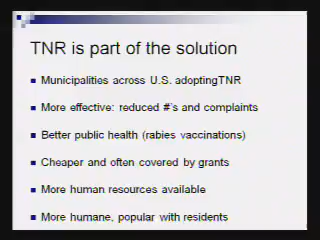 TNR is part of the solution
Municipalities across U.S. adoptingTNR
More effective: reduced #'s and complaints
Better public health (rabies vaccinations)
Cheaper and often covered by grants
More human resources available
More humane, popular with residents